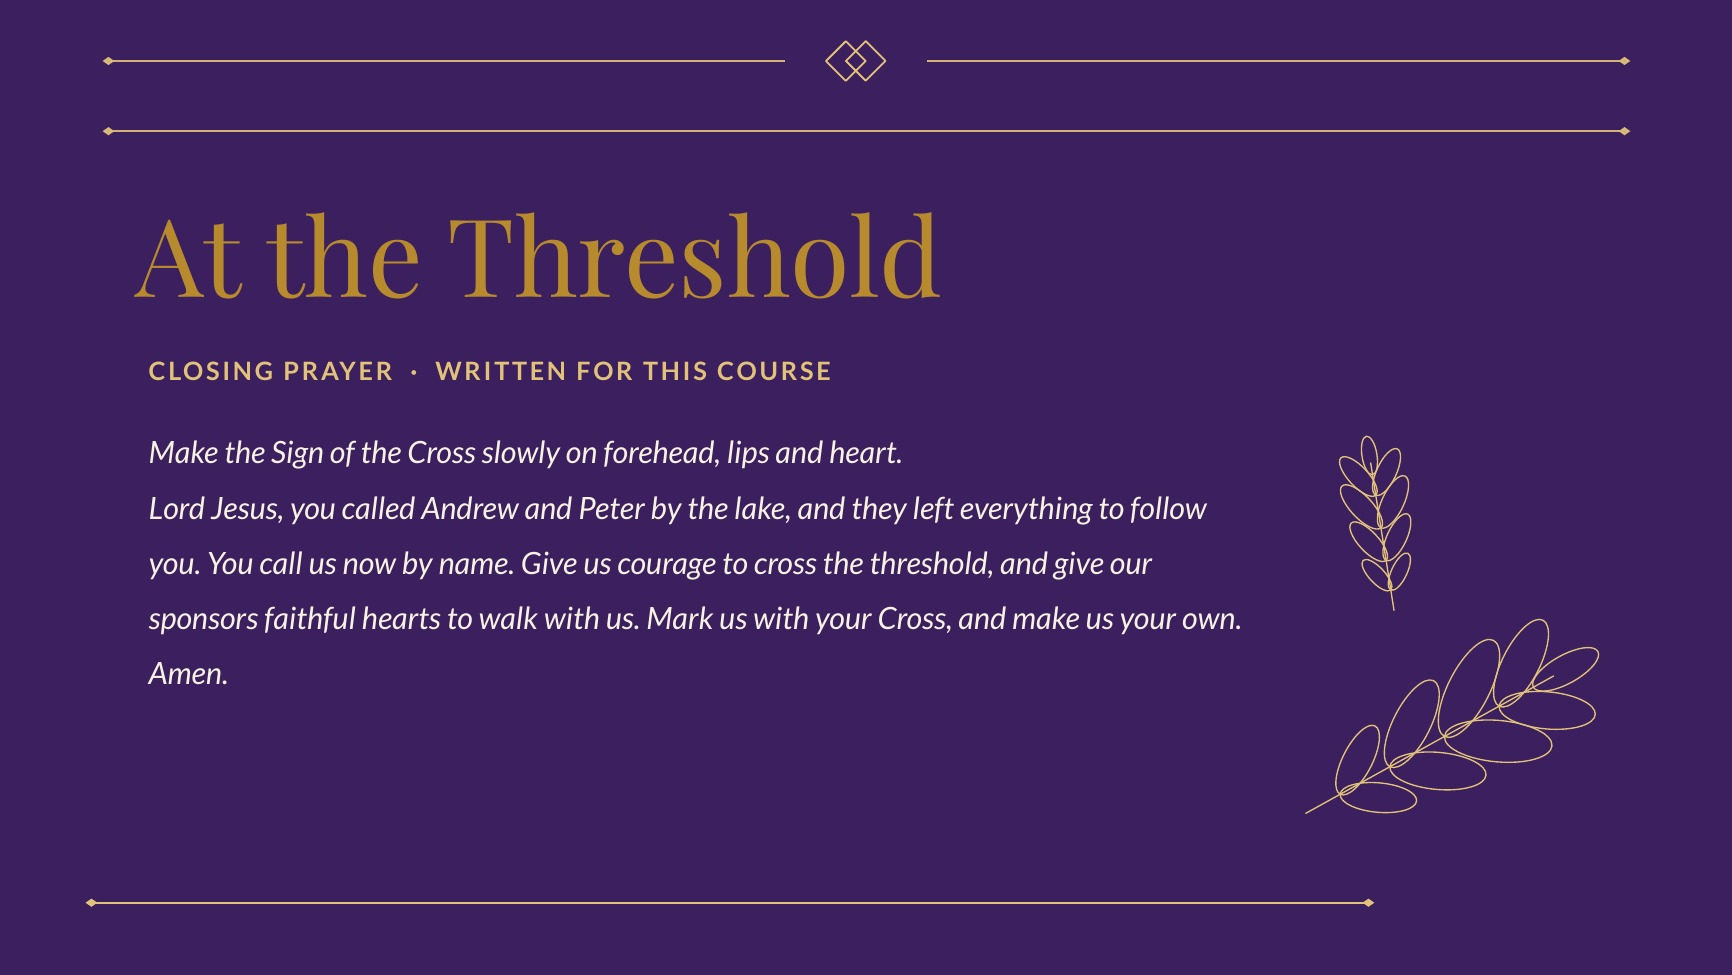 At the Threshold
CLOSING PRAYER · WRITTEN FOR THIS COURSE
Make the Sign of the Cross slowly on forehead, lips and heart.
Lord Jesus, you called Andrew and Peter by the lake, and they left everything to follow
you. You call us now by name. Give us courage to cross the threshold, and give our
sponsors faithful hearts to walk with us. Mark us with your Cross, and make us your own.
Amen.